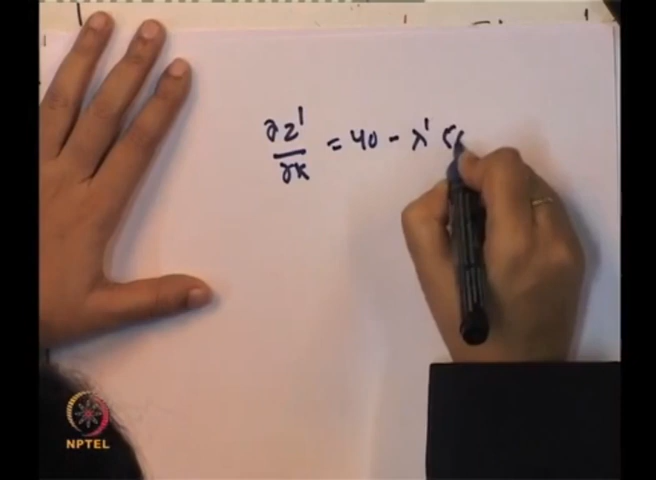 ∂z'/∂K = 40 - λ' (
NPTEL